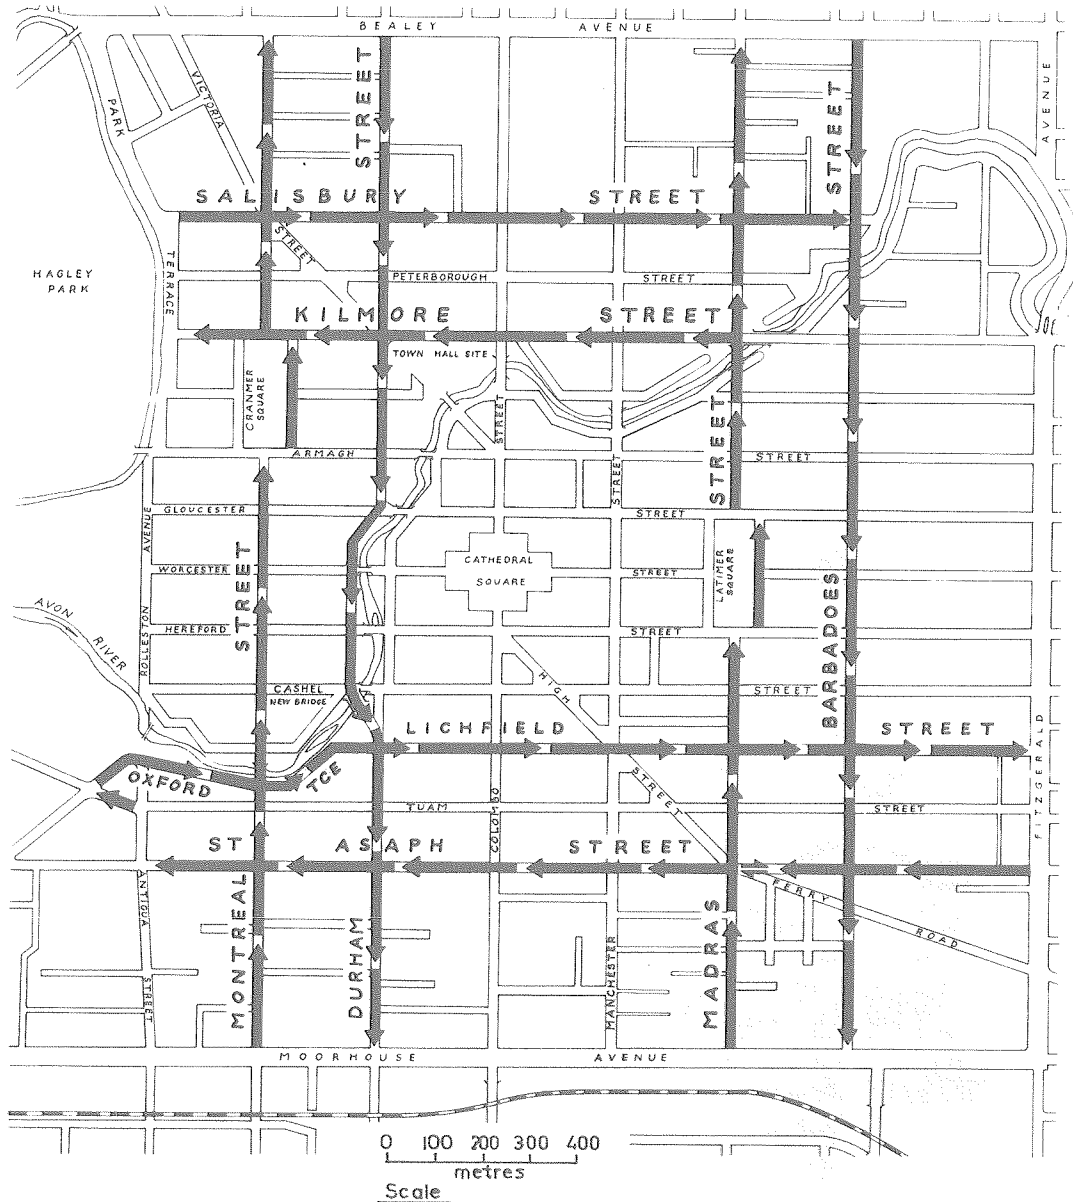 BEALEY AVENUE
STREET
VICTORIA
PARK
AVENUE
STREET
SALISBURY STREET
STREET
HAGLEY
PARK
TERRACE
PETERBOROUGH STREET
KILMORE STREET
TOWN HALL SITE
CRANMER
SQUARE
STREET
STREET
ARMAGH STREET
STREET
GLOUCESTER STREET
ROLLESTON AVENUE
STREET
WORCESTER STREET
CATHEDRAL
SQUARE
LATIMER
SQUARE
BARBADOES
AVON RIVER
HEREFORD STREET
CASHEL STREET
NEW BRIDGE
HIGH STREET
LICHFIELD STREET
OXFORD TCE
FITZGERALD
TUAM STREET
COLOMBO
ST ASAPH STREET
FERRY ROAD
ANTIGUA STREET
MONTREAL
DURHAM
MANCHESTER
MADRAS
MOORHOUSE AVENUE
0 100 200 300 400
metres
Scale